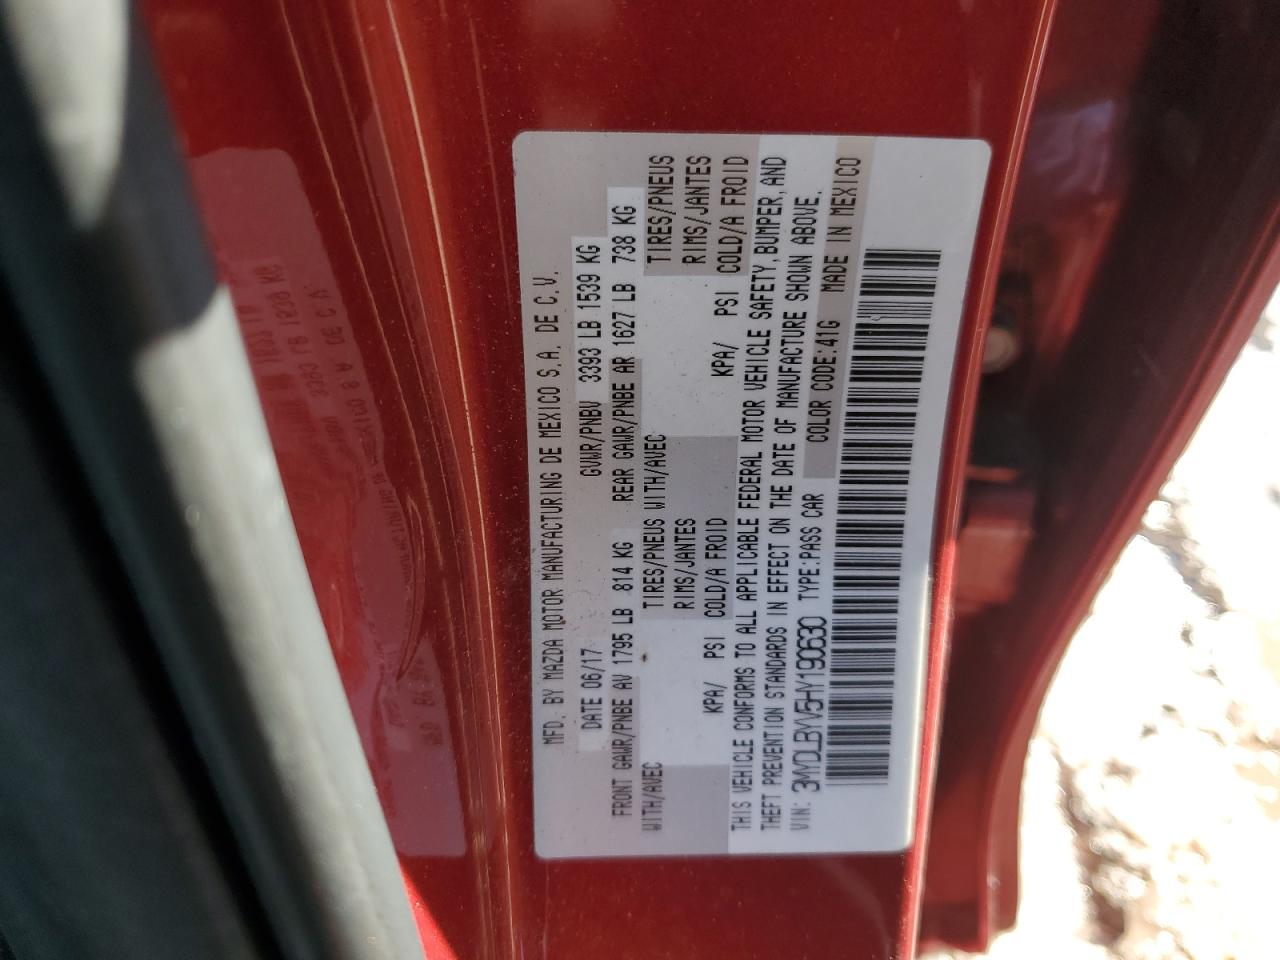 MFD. BY MAZDA MOTOR MANUFACTURING DE MEXICO S.A. DE C.V.
DATE 06/17 GVWR/PNBV 3393 LB 1539 KG
FRONT GAWR/PNBE AV 1795 LB 814 KG REAR GAWR/PNBE AR 1627 LB 738 KG
WITH/AVEC TIRES/PNEUS WITH/AVEC TIRES/PNEUS
RIMS/JANTES RIMS/JANTES
KPA/ PSI COLD/A FROID KPA/ PSI COLD/A FROID
THIS VEHICLE CONFORMS TO ALL APPLICABLE FEDERAL MOTOR VEHICLE SAFETY, BUMPER, AND
THEFT PREVENTION STANDARDS IN EFFECT ON THE DATE OF MANUFACTURE SHOWN ABOVE.
VIN: 3MYDLBYV5HY190630 TYPE:PASS CAR COLOR CODE:41G MADE IN MEXICO